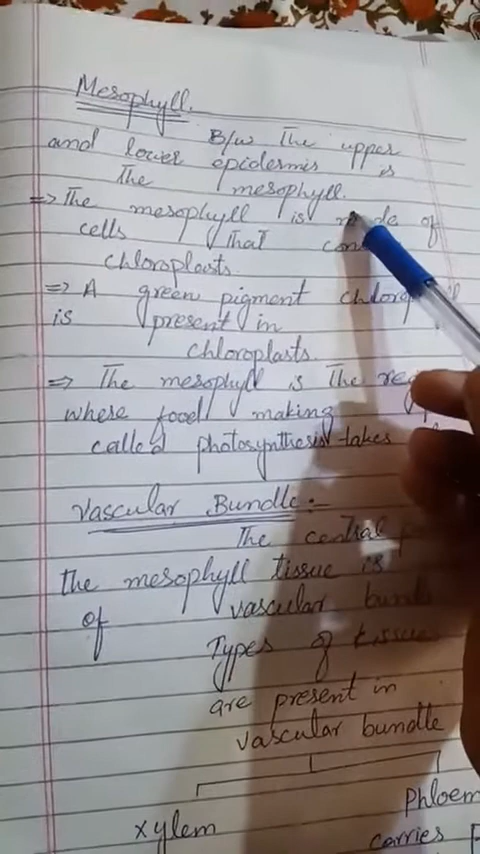 Mesophyll.
B/w The upper
and lower epidermis is
The mesophyll.
=> The mesophyll is made of
cells That
chloroplasts.
=> A green pigment
is present in
chloroplasts.
=> The mesophyll is The
where food making
called photosynthesis takes
Vascular Bundle:-
The central
the mesophyll tissue is
of vascular
Types of tissues
are present in
vascular bundle
xylem Phloem
carries